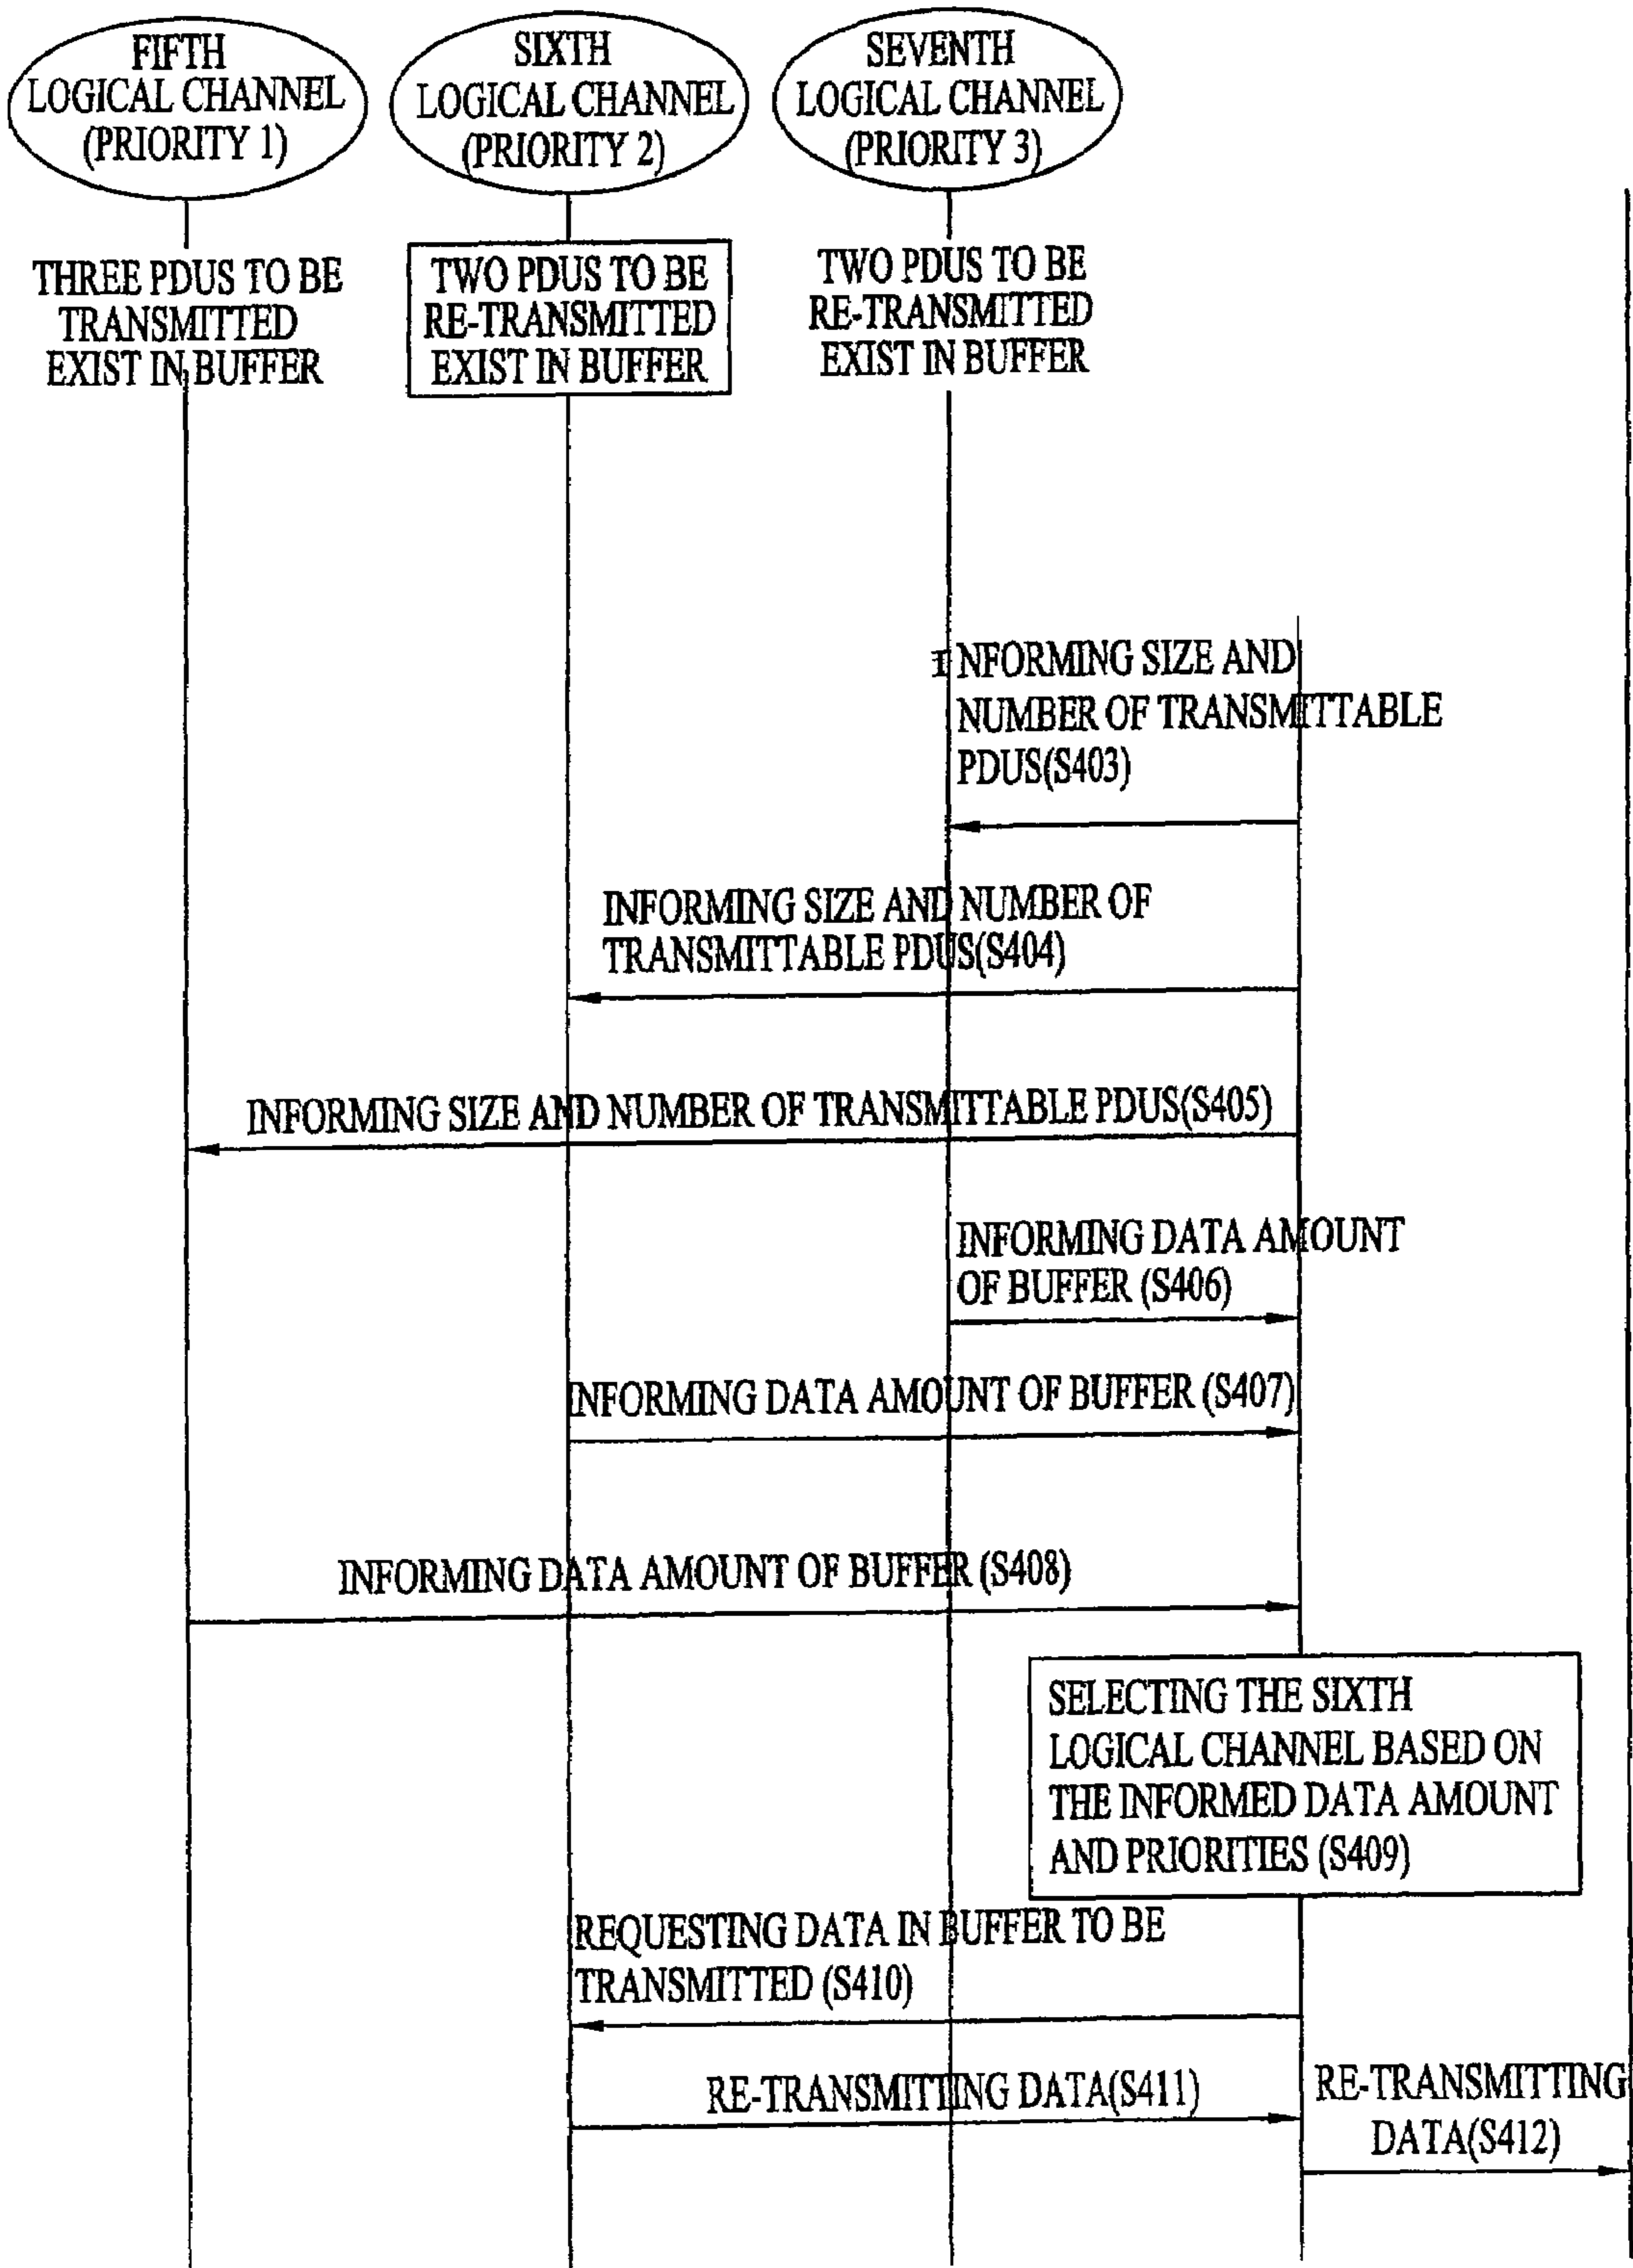 FIFTH
LOGICAL CHANNEL
(PRIORITY 1)
SIXTH
LOGICAL CHANNEL
(PRIORITY 2)
SEVENTH
LOGICAL CHANNEL
(PRIORITY 3)
THREE PDUS TO BE
TRANSMITTED
EXIST IN BUFFER
TWO PDUS TO BE
RE-TRANSMITTED
EXIST IN BUFFER
TWO PDUS TO BE
RE-TRANSMITTED
EXIST IN BUFFER
INFORMING SIZE AND
NUMBER OF TRANSMITTABLE
PDUS(S403)
INFORMING SIZE AND NUMBER OF
TRANSMITTABLE PDUS(S404)
INFORMING SIZE AND NUMBER OF TRANSMITTABLE PDUS(S405)
INFORMING DATA AMOUNT
OF BUFFER (S406)
INFORMING DATA AMOUNT OF BUFFER (S407)
INFORMING DATA AMOUNT OF BUFFER (S408)
SELECTING THE SIXTH
LOGICAL CHANNEL BASED ON
THE INFORMED DATA AMOUNT
AND PRIORITIES (S409)
REQUESTING DATA IN BUFFER TO BE
TRANSMITTED (S410)
RE-TRANSMITTING DATA(S411)
RE-TRANSMITTING
DATA(S412)